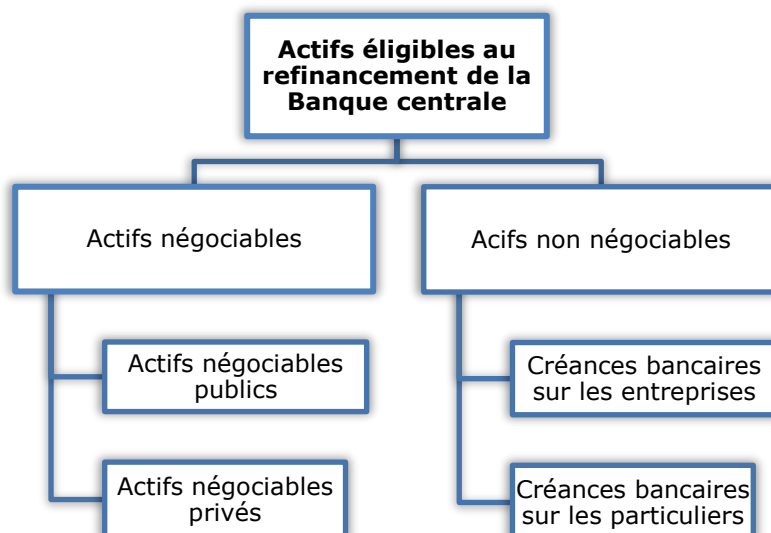 Actifs éligibles au
refinancement de la
Banque centrale
Actifs négociables
Acifs non négociables
Actifs négociables
publics
Créances bancaires
sur les entreprises
Actifs négociables
privés
Créances bancaires
sur les particuliers